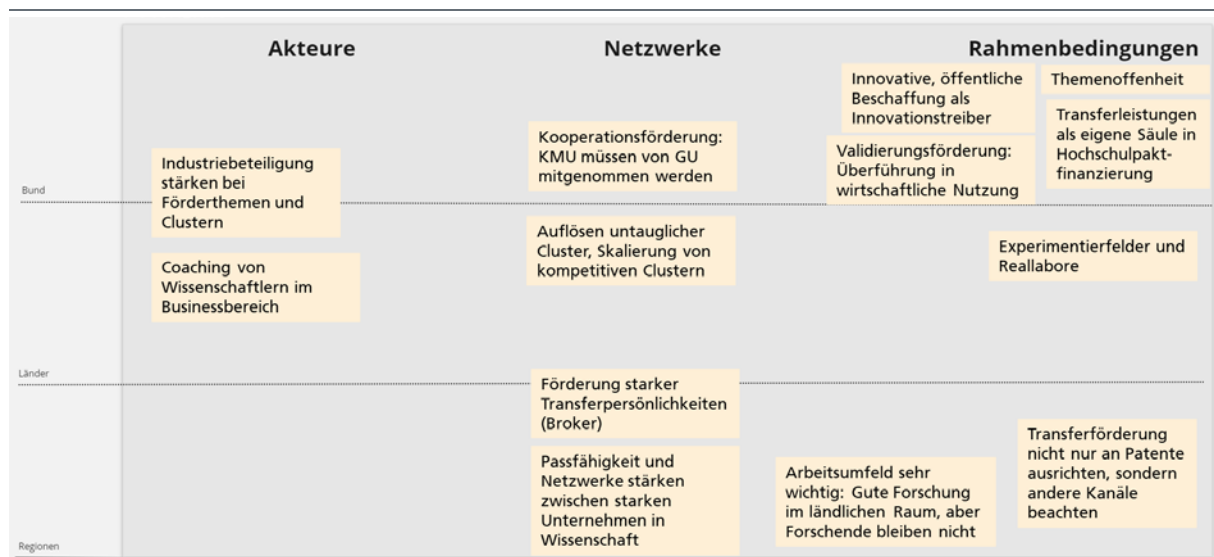 Akteure
Netzwerke
Rahmenbedingungen
Industriebeteiligung
stärken bei
Förderthemen und
Clustern
Kooperationsförderung:
KMU müssen von GU
mitgenommen werden
Innovative, öffentliche
Beschaffung als
Innovationstreiber
Themenoffenheit
Validierungsförderung:
Überführung in
wirtschaftliche Nutzung
Transferleistungen
als eigene Säule in
Hochschulpakt-
finanzierung
Bund
Coaching von
Wissenschaftlern im
Businessbereich
Auflösen untauglicher
Cluster, Skalierung von
kompetitiven Clustern
Experimentierfelder und
Reallabore
Länder
Förderung starker
Transferpersönlichkeiten
(Broker)
Passfähigkeit und
Netzwerke stärken
zwischen starken
Unternehmen in
Wissenschaft
Arbeitsumfeld sehr
wichtig: Gute Forschung
im ländlichen Raum, aber
Forschende bleiben nicht
Transferförderung
nicht nur an Patente
ausrichten, sondern
andere Kanäle
beachten
Regionen